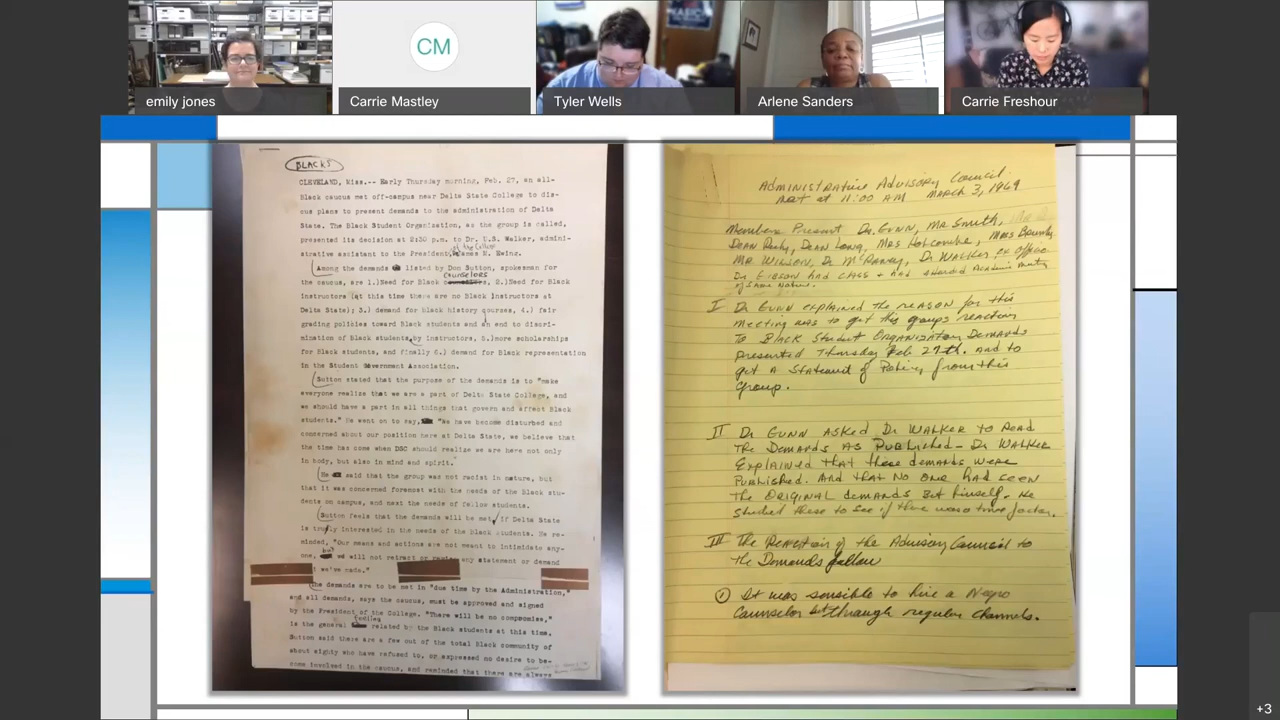 CM
emily jones
Carrie Mastley
Tyler Wells
Arlene Sanders
Carrie Freshour
BLACKS
CLEVELAND, Miss.-- Early Thursday morning, Feb. 27, an all-
Black caucus met off-campus near Delta State College to dis-
cuss plans to present demands to the administration of Delta
State. The Black Student Organization, as the group is called,
presented its decision at 2:30 p.m. to Dr. U.S. Walker, admini-
of the College
strative assistant to the President, James M. Ewing.
Among the demands listed by Don Sutton, spokesman for
counselors
the caucus, are 1.)Need for Black 2.)Need for Black
instructors (at this time there are no Black Instructors at
Delta State); 3.) demand for black history courses, 4.) fair
grading policies toward Black students and an end to discri-
mination of Black students by instructors, 5.)more scholarships
for Black students, and finally 6.) demand for Black representation
in the Student Government Association.
Sutton stated that the purpose of the demands is to "make
everyone realize that we are a part of Delta State College, and
we should have a part in all things that govern and affect Black
students." He went on to say, "We have become disturbed and
concerned about our position here at Delta State, we believe that
the time has come when DSC should realize we are have not only
in body, but also in mind and spirit.
He said that the group was not racist in nature, but
that it was concerned foremost with the needs of the Black stu-
dents on campus, and next the needs of fellow students.
Sutton feels that the demands will be met, if Delta State
is truly interested in the needs of the black students. He re-
minded, "Our means and actions are not meant to intimidate any-
but
one, we will not retract or any statement or demand
we've made."
The demands are to be met in "due time by the Administration,"
and all demands, says the caucus, must be approved and signed
by the President of the College. "There will be no compromise,"
feeling
is the general related by the Black students at this time.
Sutton said there are a few out of the total Black community of
about eighty who have refused to, or expressed no desire to be-
come involved in the caucus, and reminded that there are always
Administrative Advisory Council
Met at 11:00 AM March 3, 1969
Members Present Dr. Gunn, Mr Smith,
Dean Long, Mrs Holcombe, Mrs
Mr Wilson, Dr Walker ex officio
Dr Gibson had class + had attended Academic Meeting
of same nature.
I Dr Gunn explained the reason for this
meeting was to get this groups reaction
to Black Student Organization Demands
presented Thursday Feb 27th. And to
get a Statement of Policy from this
group.
II Dr Gunn asked Dr Walker to Read
the Demands as Published - Dr Walker
Explained that these demands were
Published. And that no one had seen
the ORIGINAL demands But himself. He
studied these to see if there was a time factor.
III The Reaction of the Advisory Council to
the Demands follow
① It was sensible to hire a Negro
Counselor but through regular channels.
+3